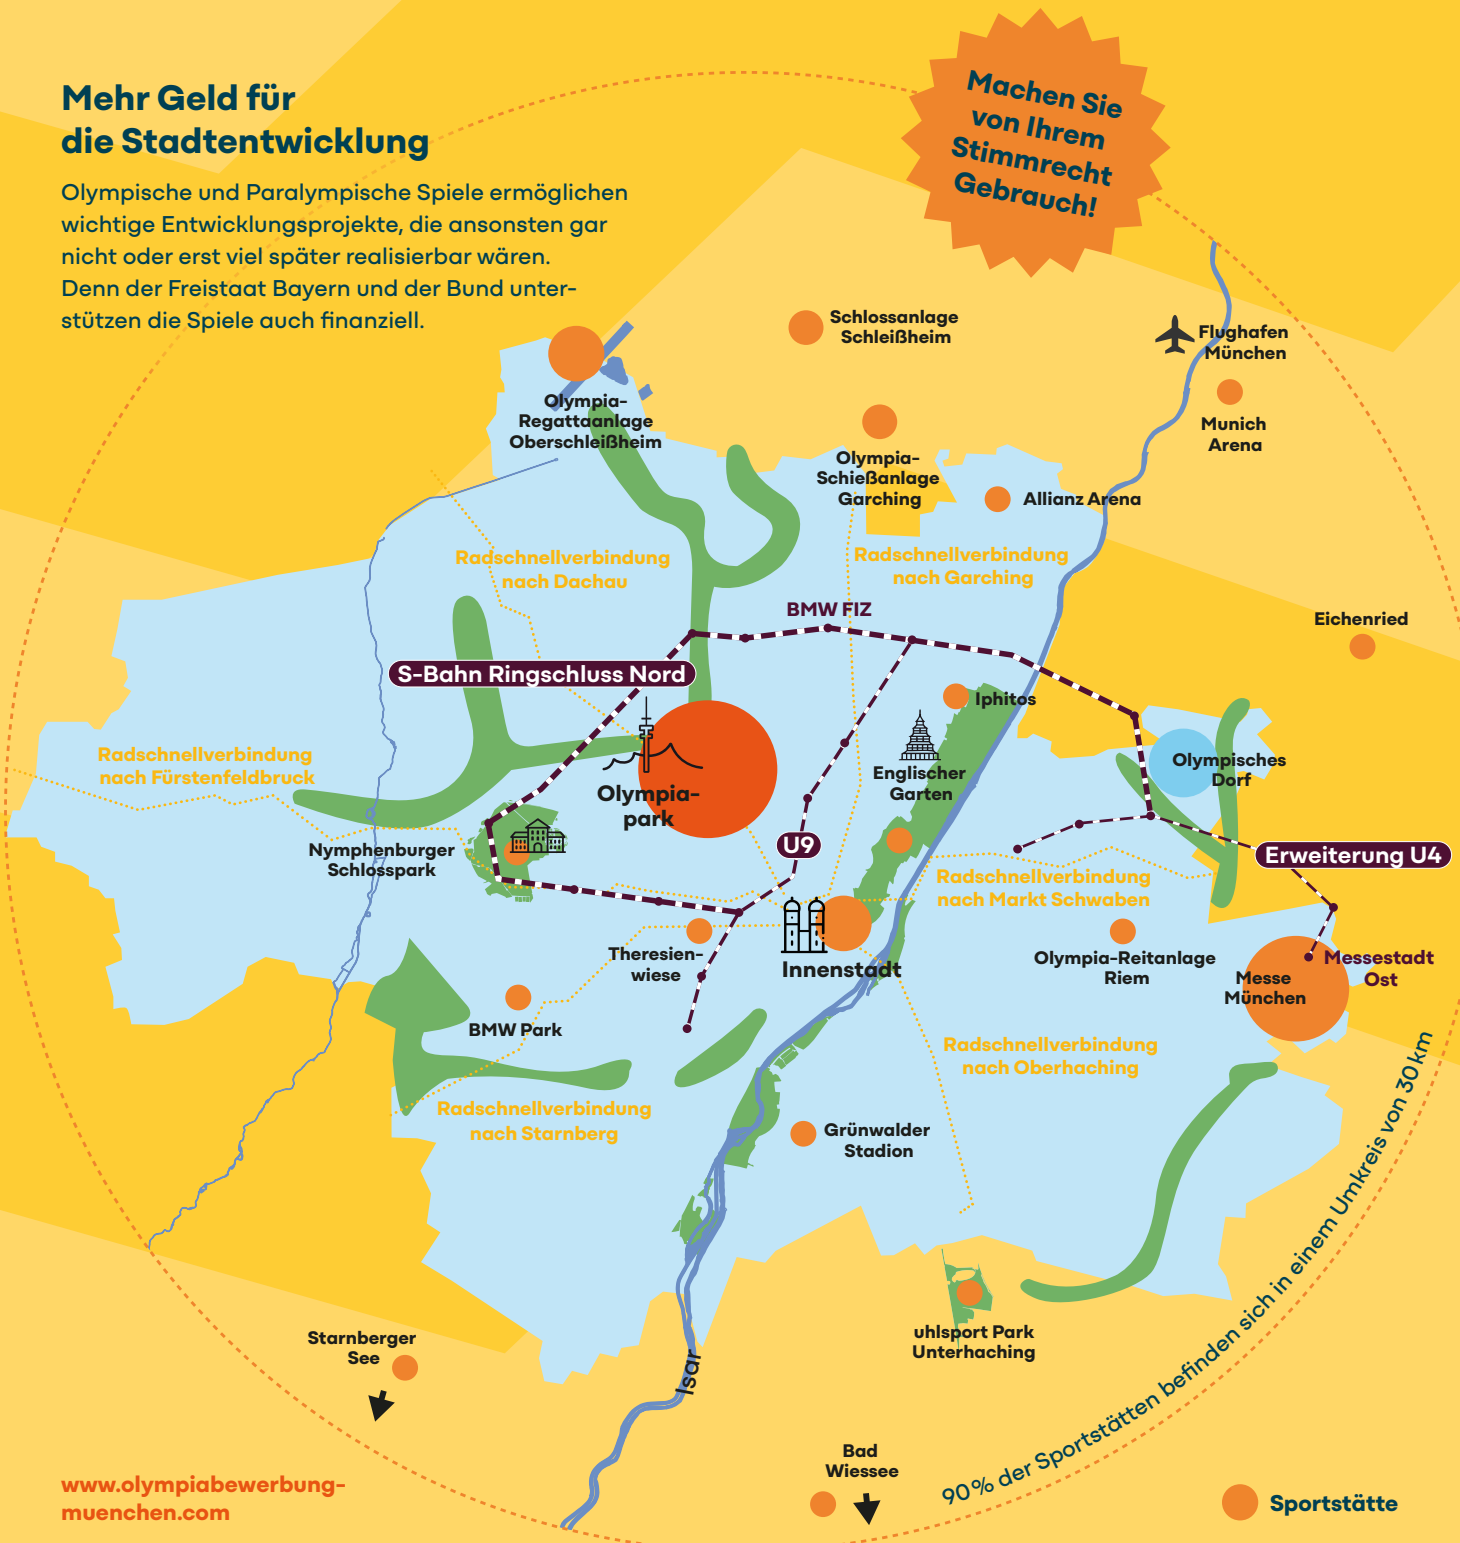 Mehr Geld für
die Stadtentwicklung
Olympische und Paralympische Spiele ermöglichen
wichtige Entwicklungsprojekte, die ansonsten gar
nicht oder erst viel später realisierbar wären.
Denn der Freistaat Bayern und der Bund unter-
stützen die Spiele auch finanziell.
Machen Sie
von Ihrem
Stimmrecht
Gebrauch!
Schlossanlage
Schleißheim
Flughafen
München
Olympia-
Regattaanlage
Oberschleißheim
Munich
Arena
Olympia-
Schießanlage
Garching
Allianz Arena
Radschnellverbindung
nach Dachau
Radschnellverbindung
nach Garching
BMW FIZ
Eichenried
S-Bahn Ringschluss Nord
Iphitos
Radschnellverbindung
nach Fürstenfeldbruck
Olympisches
Dorf
Englischer
Garten
Olympia-
park
U9
Nymphenburger
Schlosspark
Erweiterung U4
Radschnellverbindung
nach Markt Schwaben
Theresien-
wiese
Innenstadt
Olympia-Reitanlage
Riem
Messestadt
Ost
Messe
München
BMW Park
Radschnellverbindung
nach Oberhaching
Radschnellverbindung
nach Starnberg
Grünwalder
Stadion
uhlsport Park
Unterhaching
Starnberger
See
Isar
Bad
Wiessee
90% der Sportstätten befinden sich in einem Umkreis von 30 km
www.olympiabewerbung-
muenchen.com
Sportstätte